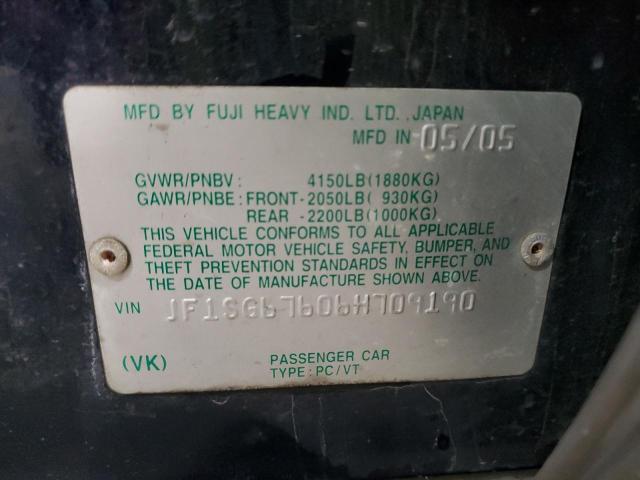 MFD BY FUJI HEAVY IND. LTD., JAPAN
MFD IN 05/05
GVWR/PNBV: 4150LB(1880KG)
GAWR/PNBE: FRONT-2050LB( 930KG)
REAR -2200LB(1000KG)
THIS VEHICLE CONFORMS TO ALL APPLICABLE
FEDERAL MOTOR VEHICLE SAFETY, BUMPER, AND
THEFT PREVENTION STANDARDS IN EFFECT ON
THE DATE OF MANUFACTURE SHOWN ABOVE.
VIN JF1SG67606H709190
(VK) PASSENGER CAR
TYPE: PC/VT